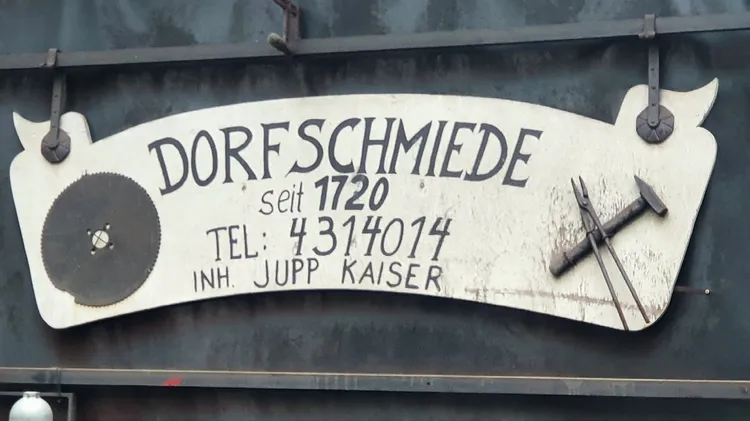 DORFSCHMIEDE
seit 1720
TEL: 4314014
INH. JUPP KAISER